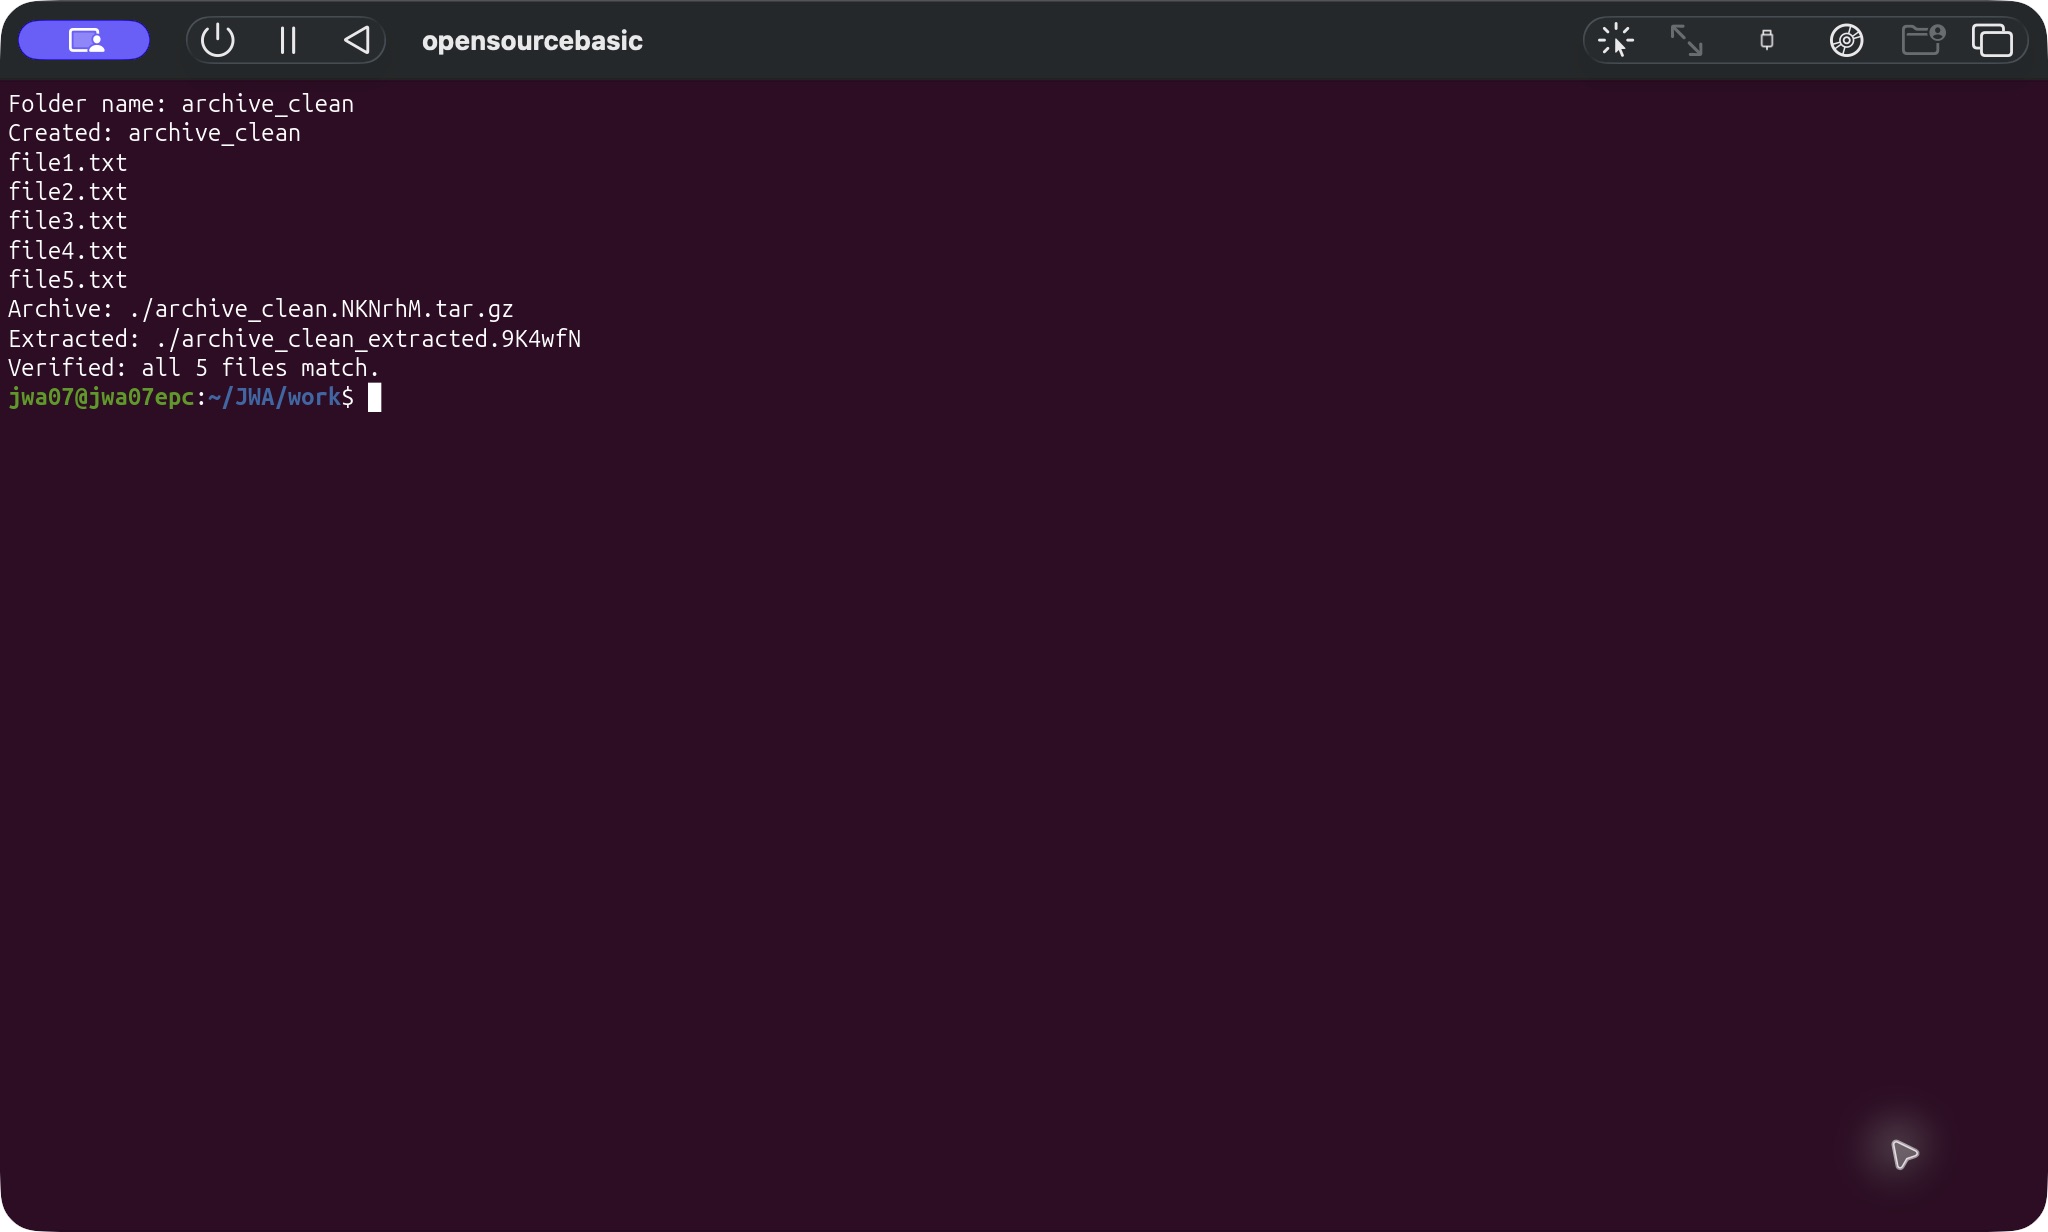 opensourcebasic
Folder name: archive_clean
Created: archive_clean
file1.txt
file2.txt
file3.txt
file4.txt
file5.txt
Archive: ./archive_clean.NKNrhM.tar.gz
Extracted: ./archive_clean_extracted.9K4wfN
Verified: all 5 files match.
jwa07@jwa07epc:~/JWA/work$